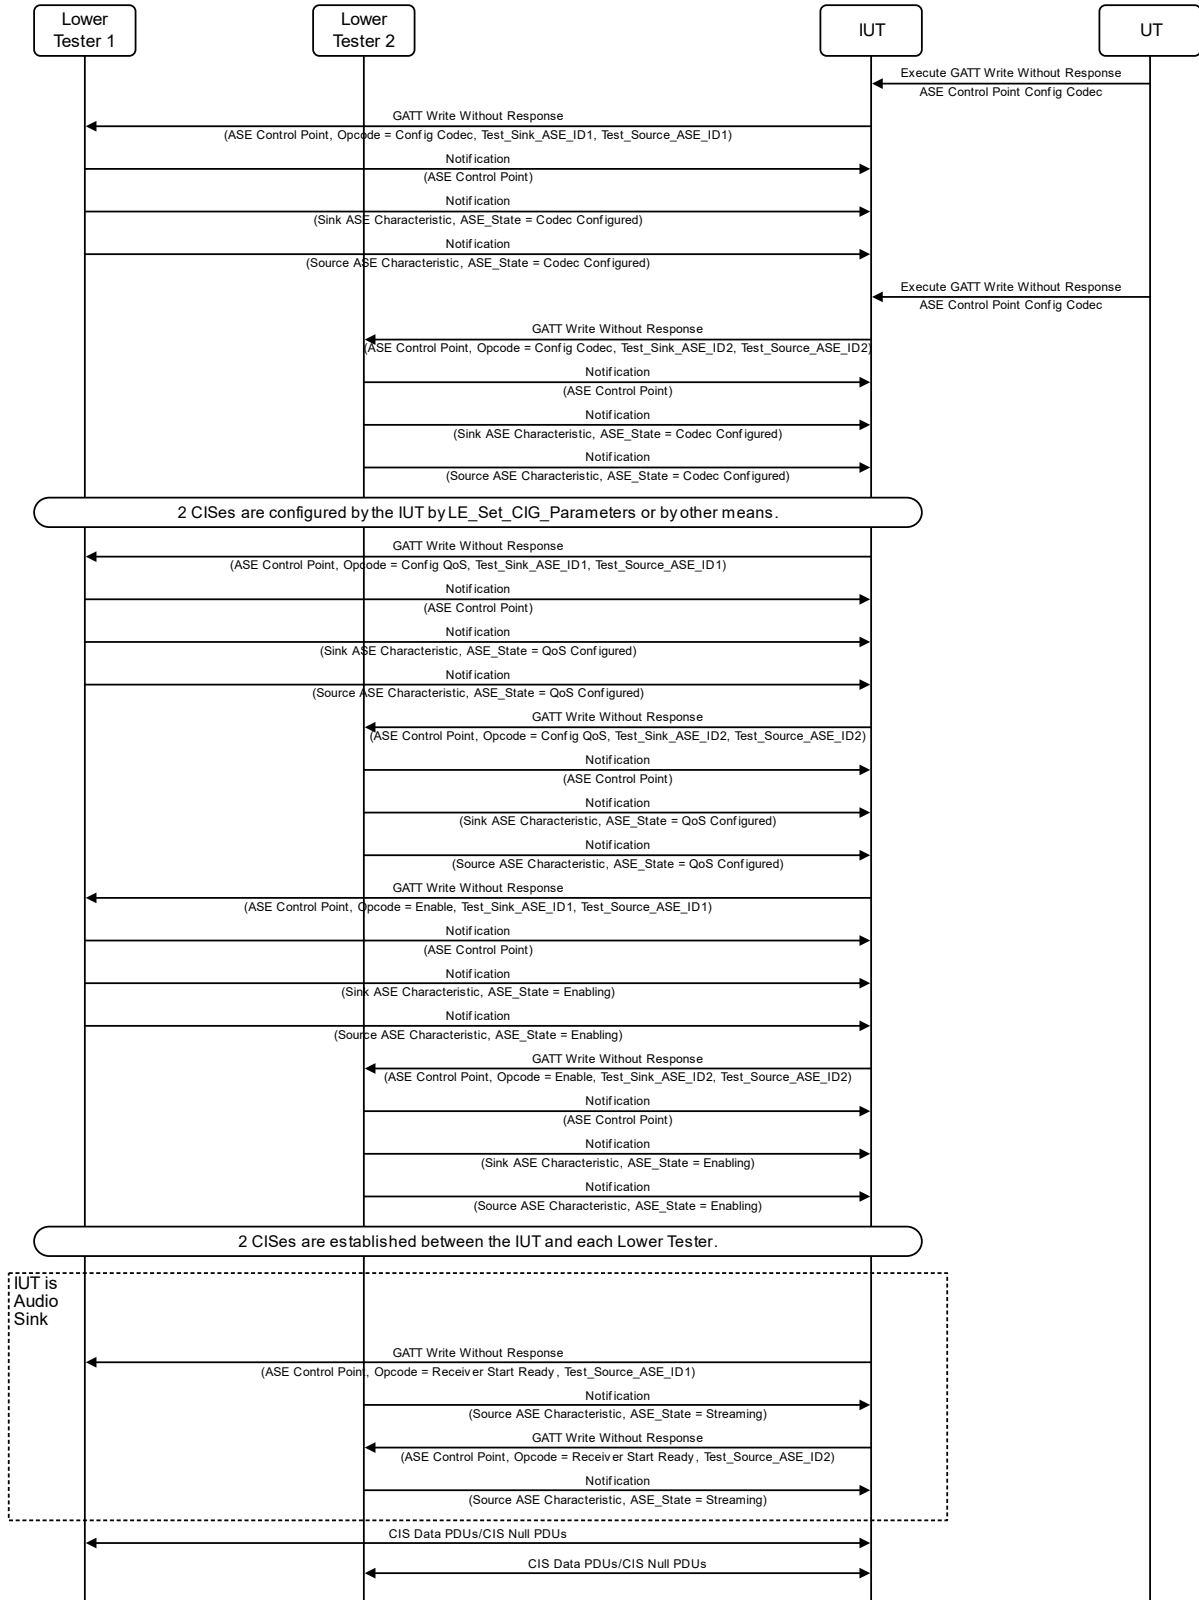 Lower
Tester 1
Lower
Tester 2
IUT
UT
Execute GATT Write Without Response
ASE Control Point Config Codec
GATT Write Without Response
(ASE Control Point, Opcode = Config Codec, Test_Sink_ASE_ID1, Test_Source_ASE_ID1)
Notification
(ASE Control Point)
Notification
(Sink ASE Characteristic, ASE_State = Codec Configured)
Notification
(Source ASE Characteristic, ASE_State = Codec Configured)
Execute GATT Write Without Response
ASE Control Point Config Codec
GATT Write Without Response
(ASE Control Point, Opcode = Config Codec, Test_Sink_ASE_ID2, Test_Source_ASE_ID2)
Notification
(ASE Control Point)
Notification
(Sink ASE Characteristic, ASE_State = Codec Configured)
Notification
(Source ASE Characteristic, ASE_State = Codec Configured)
2 CISes are configured by the IUT by LE_Set_CIG_Parameters or by other means.
GATT Write Without Response
(ASE Control Point, Opcode = Config QoS, Test_Sink_ASE_ID1, Test_Source_ASE_ID1)
Notification
(ASE Control Point)
Notification
(Sink ASE Characteristic, ASE_State = QoS Configured)
Notification
(Source ASE Characteristic, ASE_State = QoS Configured)
GATT Write Without Response
(ASE Control Point, Opcode = Config QoS, Test_Sink_ASE_ID2, Test_Source_ASE_ID2)
Notification
(ASE Control Point)
Notification
(Sink ASE Characteristic, ASE_State = QoS Configured)
Notification
(Source ASE Characteristic, ASE_State = QoS Configured)
GATT Write Without Response
(ASE Control Point, Opcode = Enable, Test_Sink_ASE_ID1, Test_Source_ASE_ID1)
Notification
(ASE Control Point)
Notification
(Sink ASE Characteristic, ASE_State = Enabling)
Notification
(Source ASE Characteristic, ASE_State = Enabling)
GATT Write Without Response
(ASE Control Point, Opcode = Enable, Test_Sink_ASE_ID2, Test_Source_ASE_ID2)
Notification
(ASE Control Point)
Notification
(Sink ASE Characteristic, ASE_State = Enabling)
Notification
(Source ASE Characteristic, ASE_State = Enabling)
2 CISes are established between the IUT and each Lower Tester.
IUT is
Audio
Sink
GATT Write Without Response
(ASE Control Point, Opcode = Receiver Start Ready, Test_Source_ASE_ID1)
Notification
(Source ASE Characteristic, ASE_State = Streaming)
GATT Write Without Response
(ASE Control Point, Opcode = Receiver Start Ready, Test_Source_ASE_ID2)
Notification
(Source ASE Characteristic, ASE_State = Streaming)
CIS Data PDUs/CIS Null PDUs
CIS Data PDUs/CIS Null PDUs